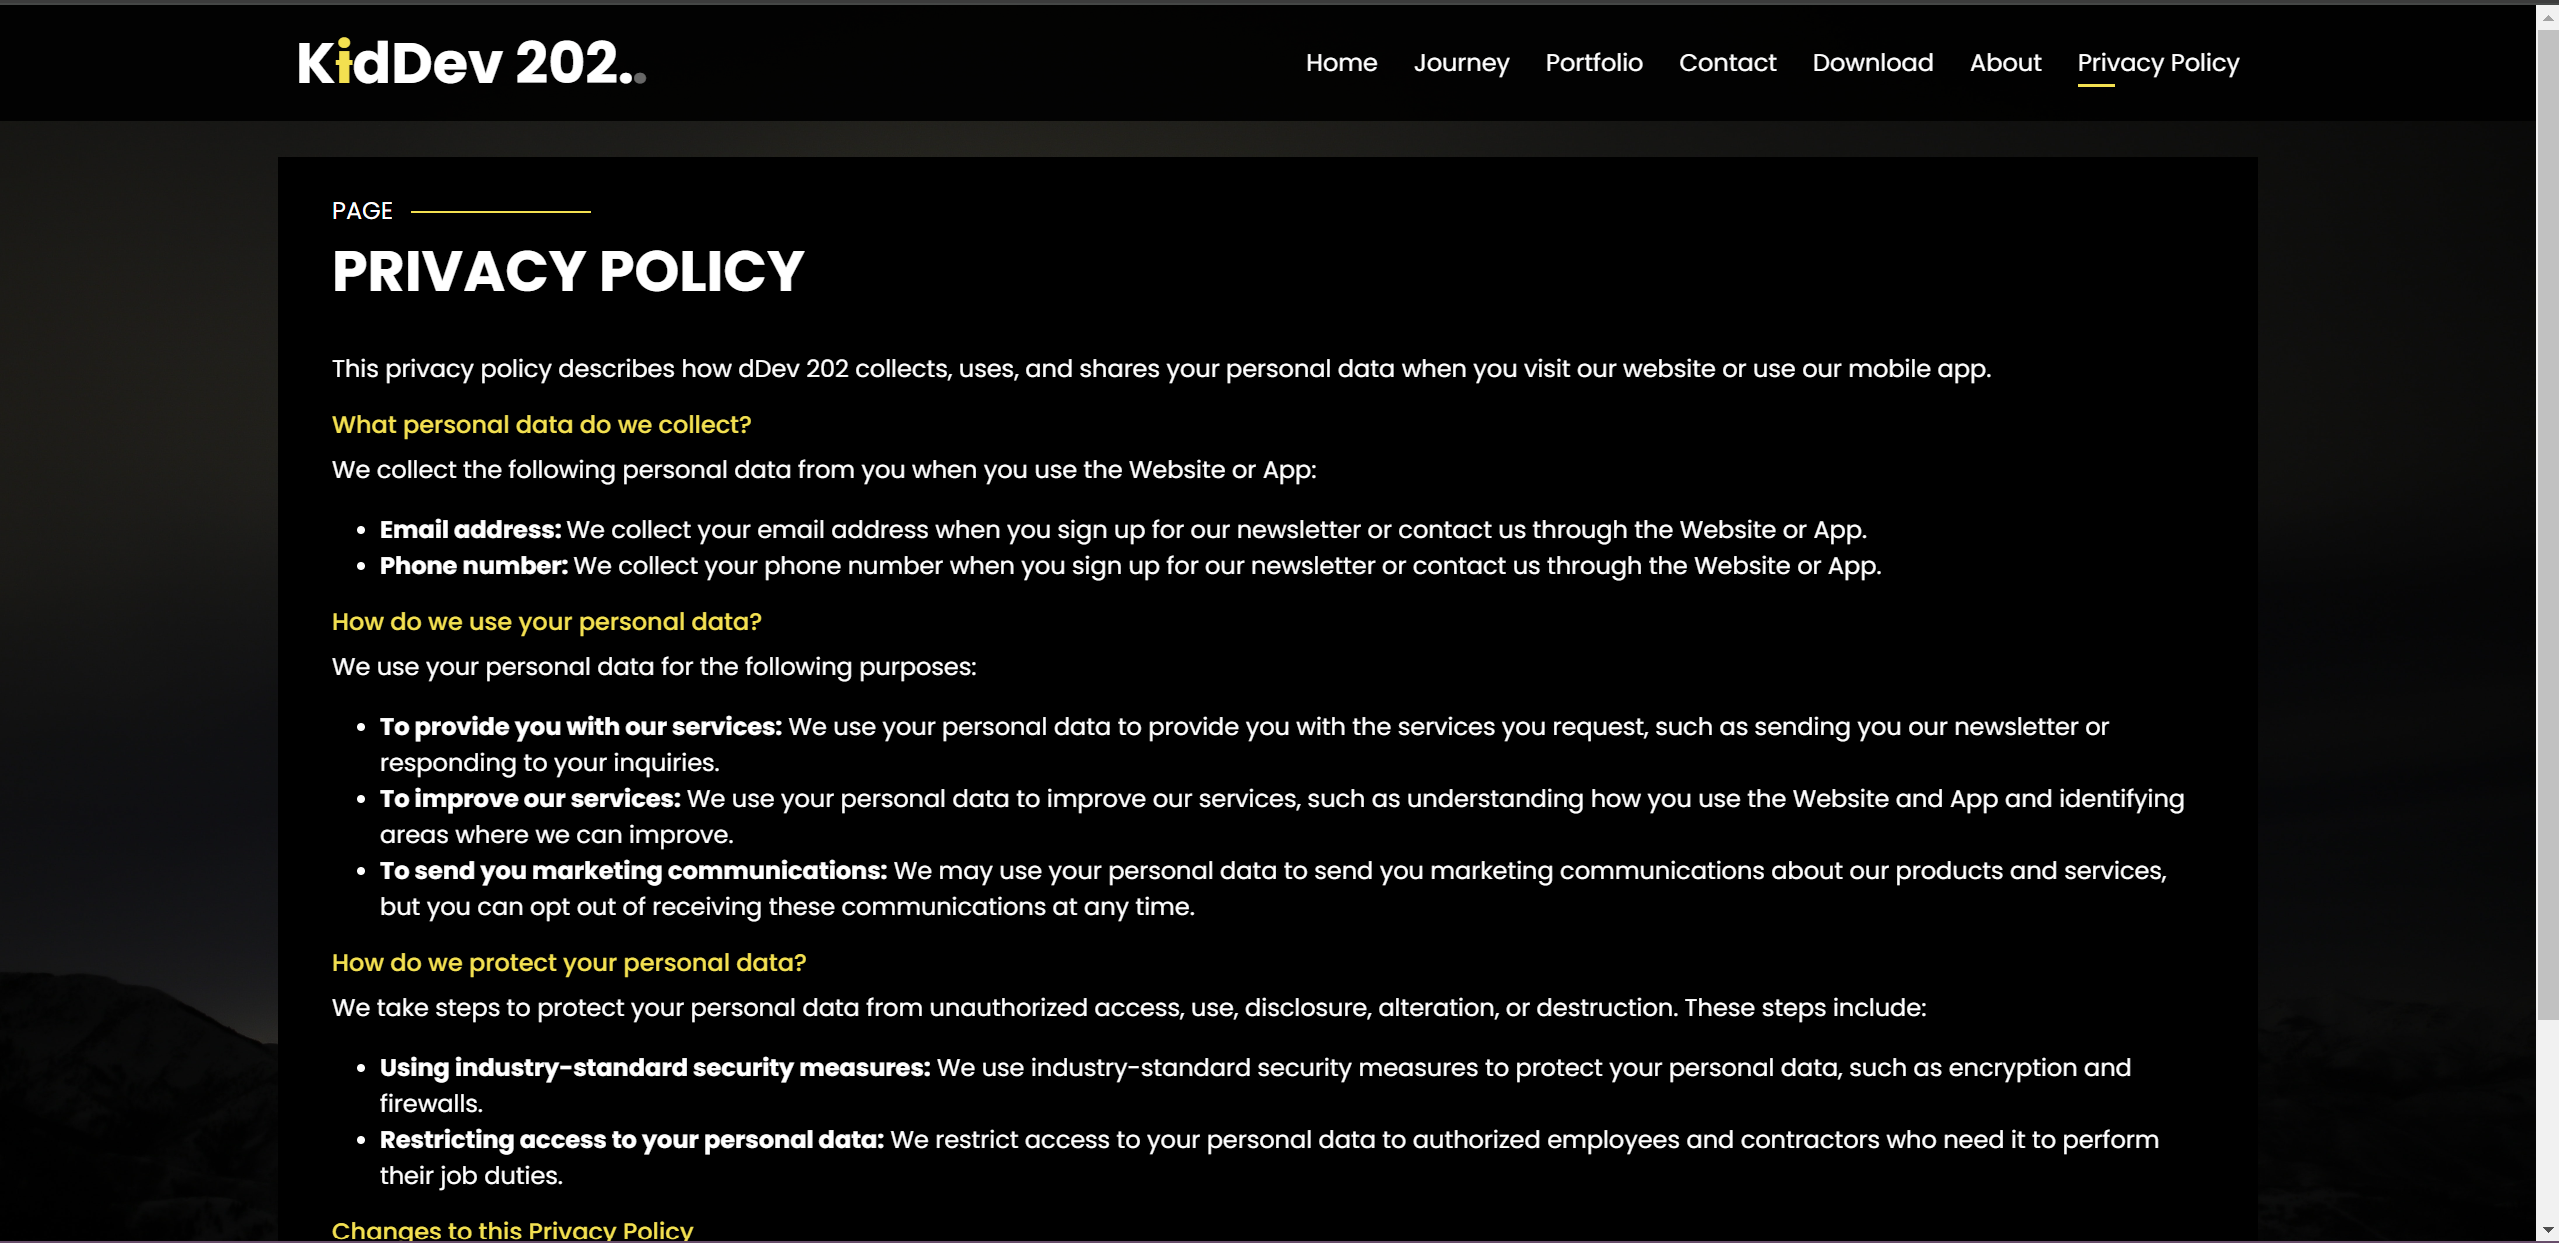 KidDev 202..
Home Journey Portfolio Contact Download About Privacy Policy
PAGE
PRIVACY POLICY
This privacy policy describes how dDev 202 collects, uses, and shares your personal data when you visit our website or use our mobile app.
What personal data do we collect?
We collect the following personal data from you when you use the Website or App:
• Email address: We collect your email address when you sign up for our newsletter or contact us through the Website or App.
• Phone number: We collect your phone number when you sign up for our newsletter or contact us through the Website or App.
How do we use your personal data?
We use your personal data for the following purposes:
• To provide you with our services: We use your personal data to provide you with the services you request, such as sending you our newsletter or
responding to your inquiries.
• To improve our services: We use your personal data to improve our services, such as understanding how you use the Website and App and identifying
areas where we can improve.
• To send you marketing communications: We may use your personal data to send you marketing communications about our products and services,
but you can opt out of receiving these communications at any time.
How do we protect your personal data?
We take steps to protect your personal data from unauthorized access, use, disclosure, alteration, or destruction. These steps include:
• Using industry-standard security measures: We use industry-standard security measures to protect your personal data, such as encryption and
firewalls.
• Restricting access to your personal data: We restrict access to your personal data to authorized employees and contractors who need it to perform
their job duties.
Changes to this Privacy Policy